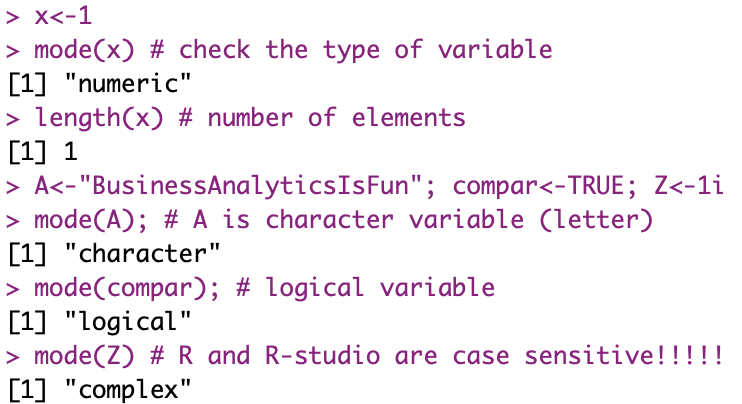 > x<-1
> mode(x) # check the type of variable
[1] "numeric"
> length(x) # number of elements
[1] 1
> A<-"BusinessAnalyticsIsFun"; compar<-TRUE; Z<-1i
> mode(A); # A is character variable (letter)
[1] "character"
> mode(compar); # logical variable
[1] "logical"
> mode(Z) # R and R-studio are case sensitive!!!!!
[1] "complex"